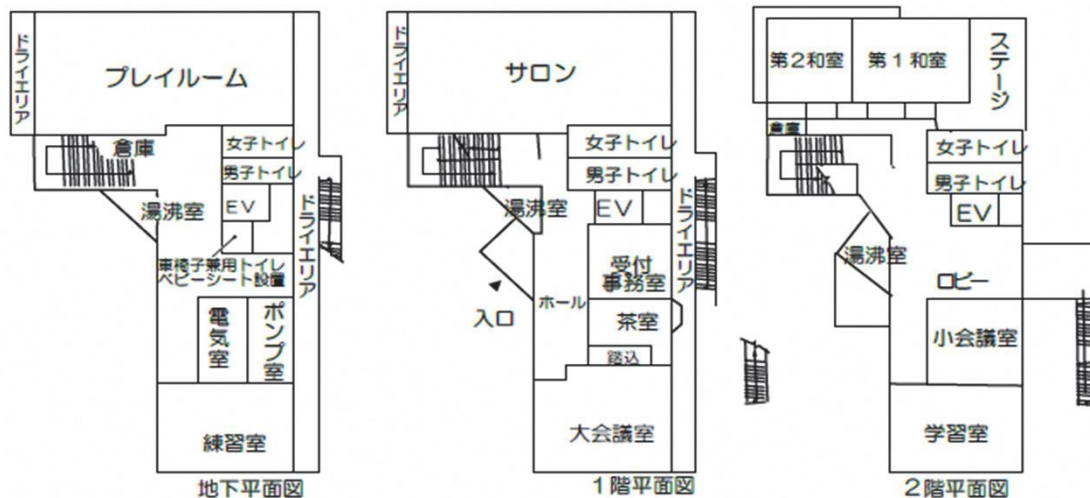 ドライエリア
プレイルーム
倉庫
女子トイレ
男子トイレ
湯沸室
EV
車椅子兼用トイレ
ベビーシート設置
ドライエリア
電気室
ポンプ室
練習室
地下平面図
ドライエリア
サロン
女子トイレ
男子トイレ
湯沸室
EV
ドライエリア
受付
事務室
ホール
入口
茶室
踏込
大会議室
1階平面図
第2和室
第1和室
ステージ
倉庫
女子トイレ
男子トイレ
EV
湯沸室
ロビー
小会議室
学習室
2階平面図